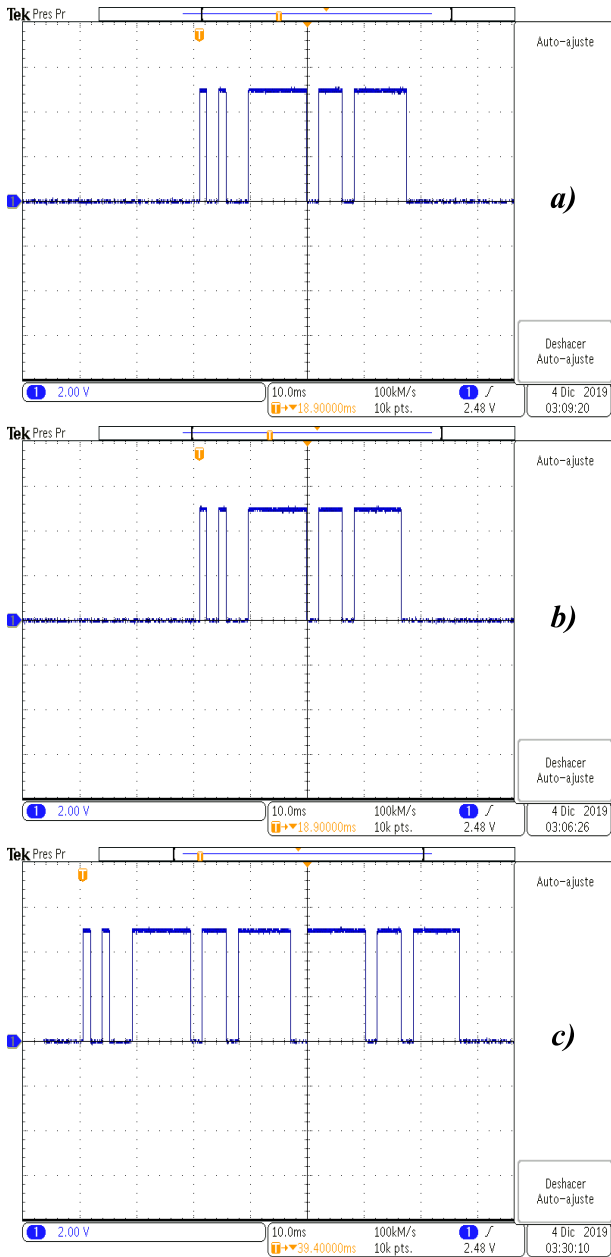 Tek Pres Pr
T
T
Auto-ajuste
1
a)
Deshacer
Auto-ajuste
1 2.00 V
10.0ms 100kM/s 1
T→▼18.90000ms 10k pts. 2.48 V
4 Dic 2019
03:09:20
Tek Pres Pr
T
T
Auto-ajuste
1
b)
Deshacer
Auto-ajuste
1 2.00 V
10.0ms 100kM/s 1
T→▼18.90000ms 10k pts. 2.48 V
4 Dic 2019
03:06:26
Tek Pres Pr
T
T
Auto-ajuste
1
c)
Deshacer
Auto-ajuste
1 2.00 V
10.0ms 100kM/s 1
T→▼39.40000ms 10k pts. 2.48 V
4 Dic 2019
03:30:10